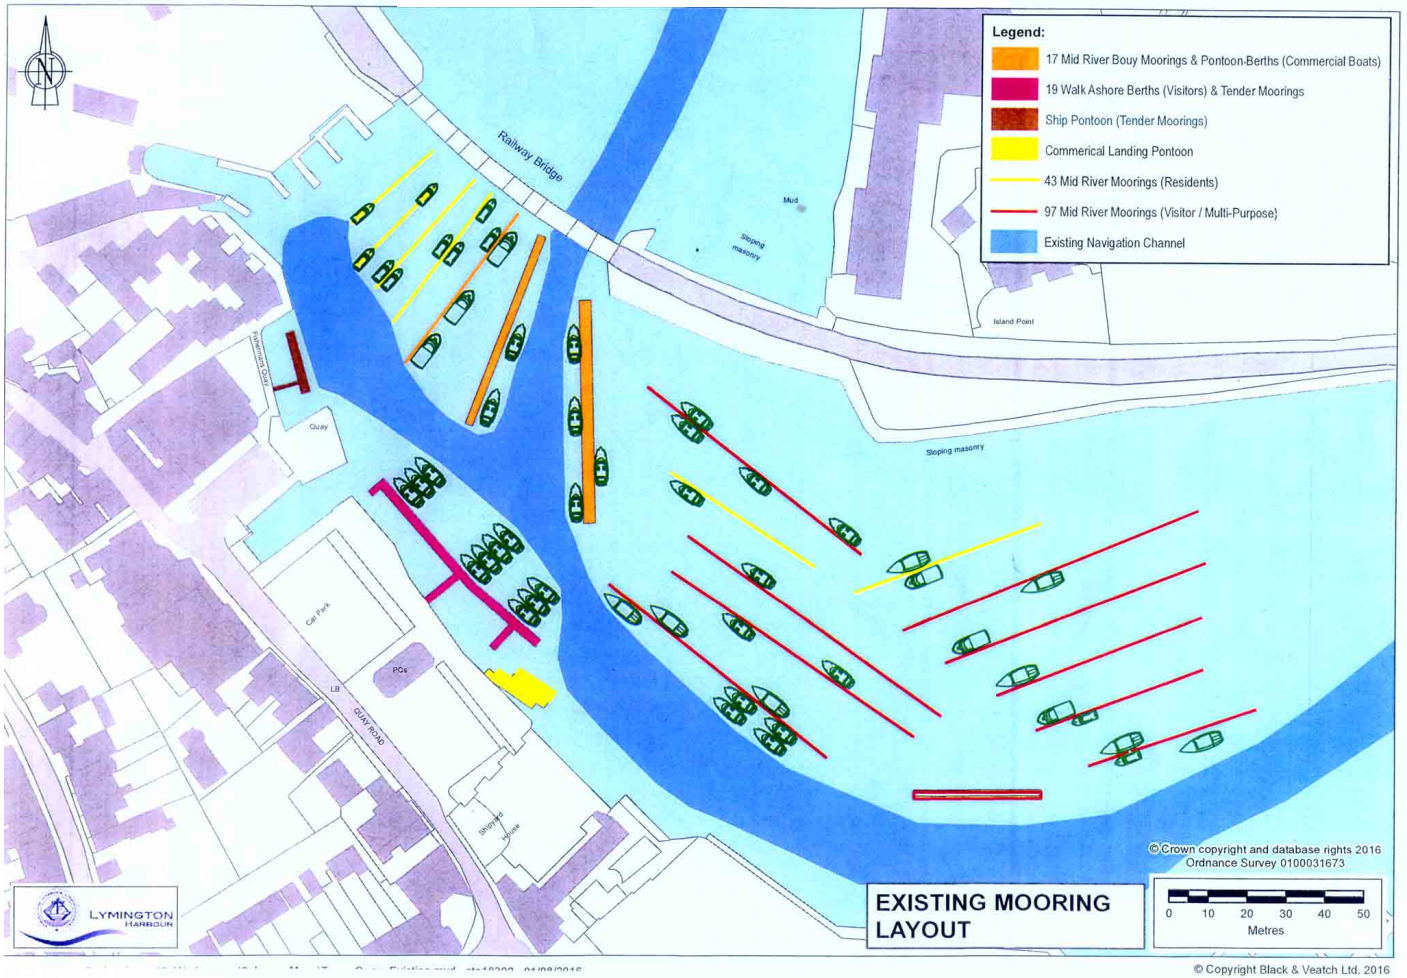 Legend:
17 Mid River Bouy Moorings & Pontoon-Berths (Commercial Boats)
19 Walk Ashore Berths (Visitors) & Tender Moorings
Ship Pontoon (Tender Moorings)
Commerical Landing Pontoon
43 Mid River Moorings (Residents)
97 Mid River Moorings (Visitor / Multi-Purpose)
Existing Navigation Channel
N
Railway Bridge
Mud
Sloping
masonry
Island Point
Fishermans Quay
Quay
Sloping masonry
Car Park
PCs
LB
QUAY ROAD
Shipyard
House
© Crown copyright and database rights 2016
Ordnance Survey 0100031673
LYMINGTON
HARBOUR
EXISTING MOORING
LAYOUT
0 10 20 30 40 50
Metres
© Copyright Black & Veatch Ltd. 2016